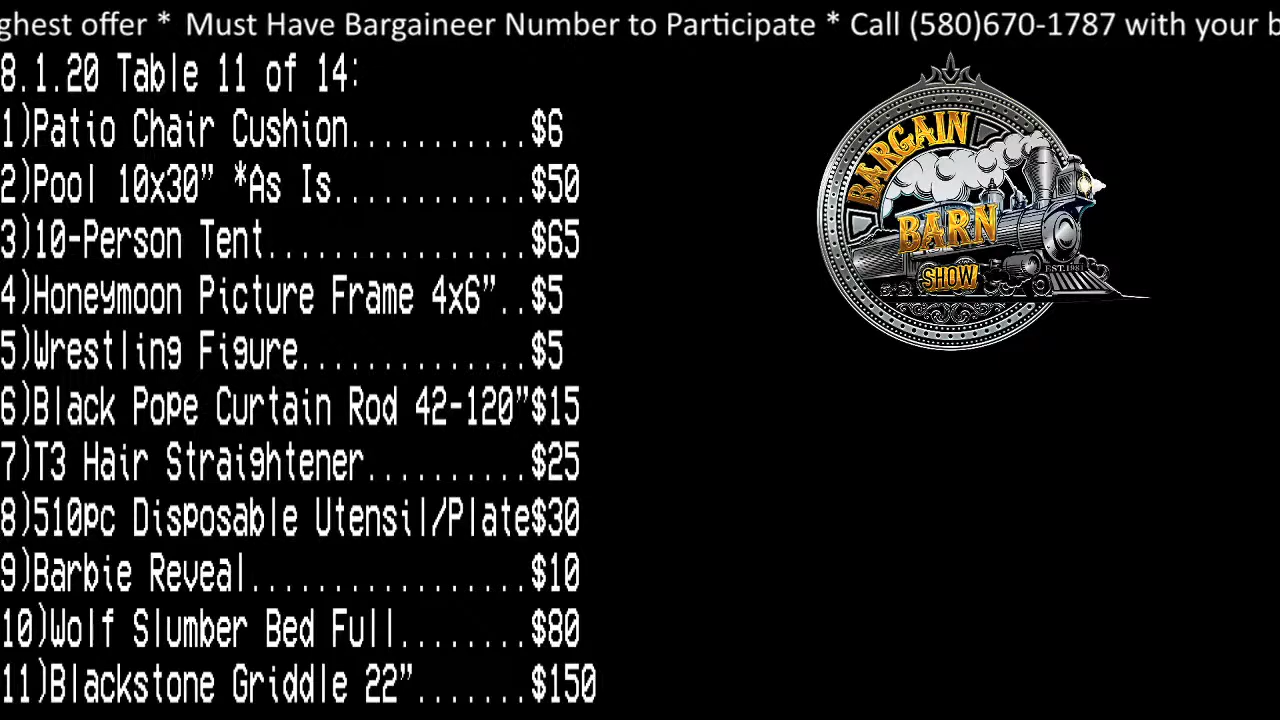 ghest offer * Must Have Bargaineer Number to Participate * Call (580)670-1787 with your b
8.1.20 Table 11 of 14:
1)Patio Chair Cushion...........$6
2)Pool 10x30” *As Is............$50
3)10-Person Tent................$65
4)Honeymoon Picture Frame 4x6”..$5
5)Wrestling Figure..............$5
6)Black Pope Curtain Rod 42-120”$15
7)T3 Hair Straightener..........$25
8)510pc Disposable Utensil/Plate$30
9)Barbie Reveal.................$10
10)Wolf Slumber Bed Full........$80
11)Blackstone Griddle 22”.......$150
BARGAIN
BARN
SHOW